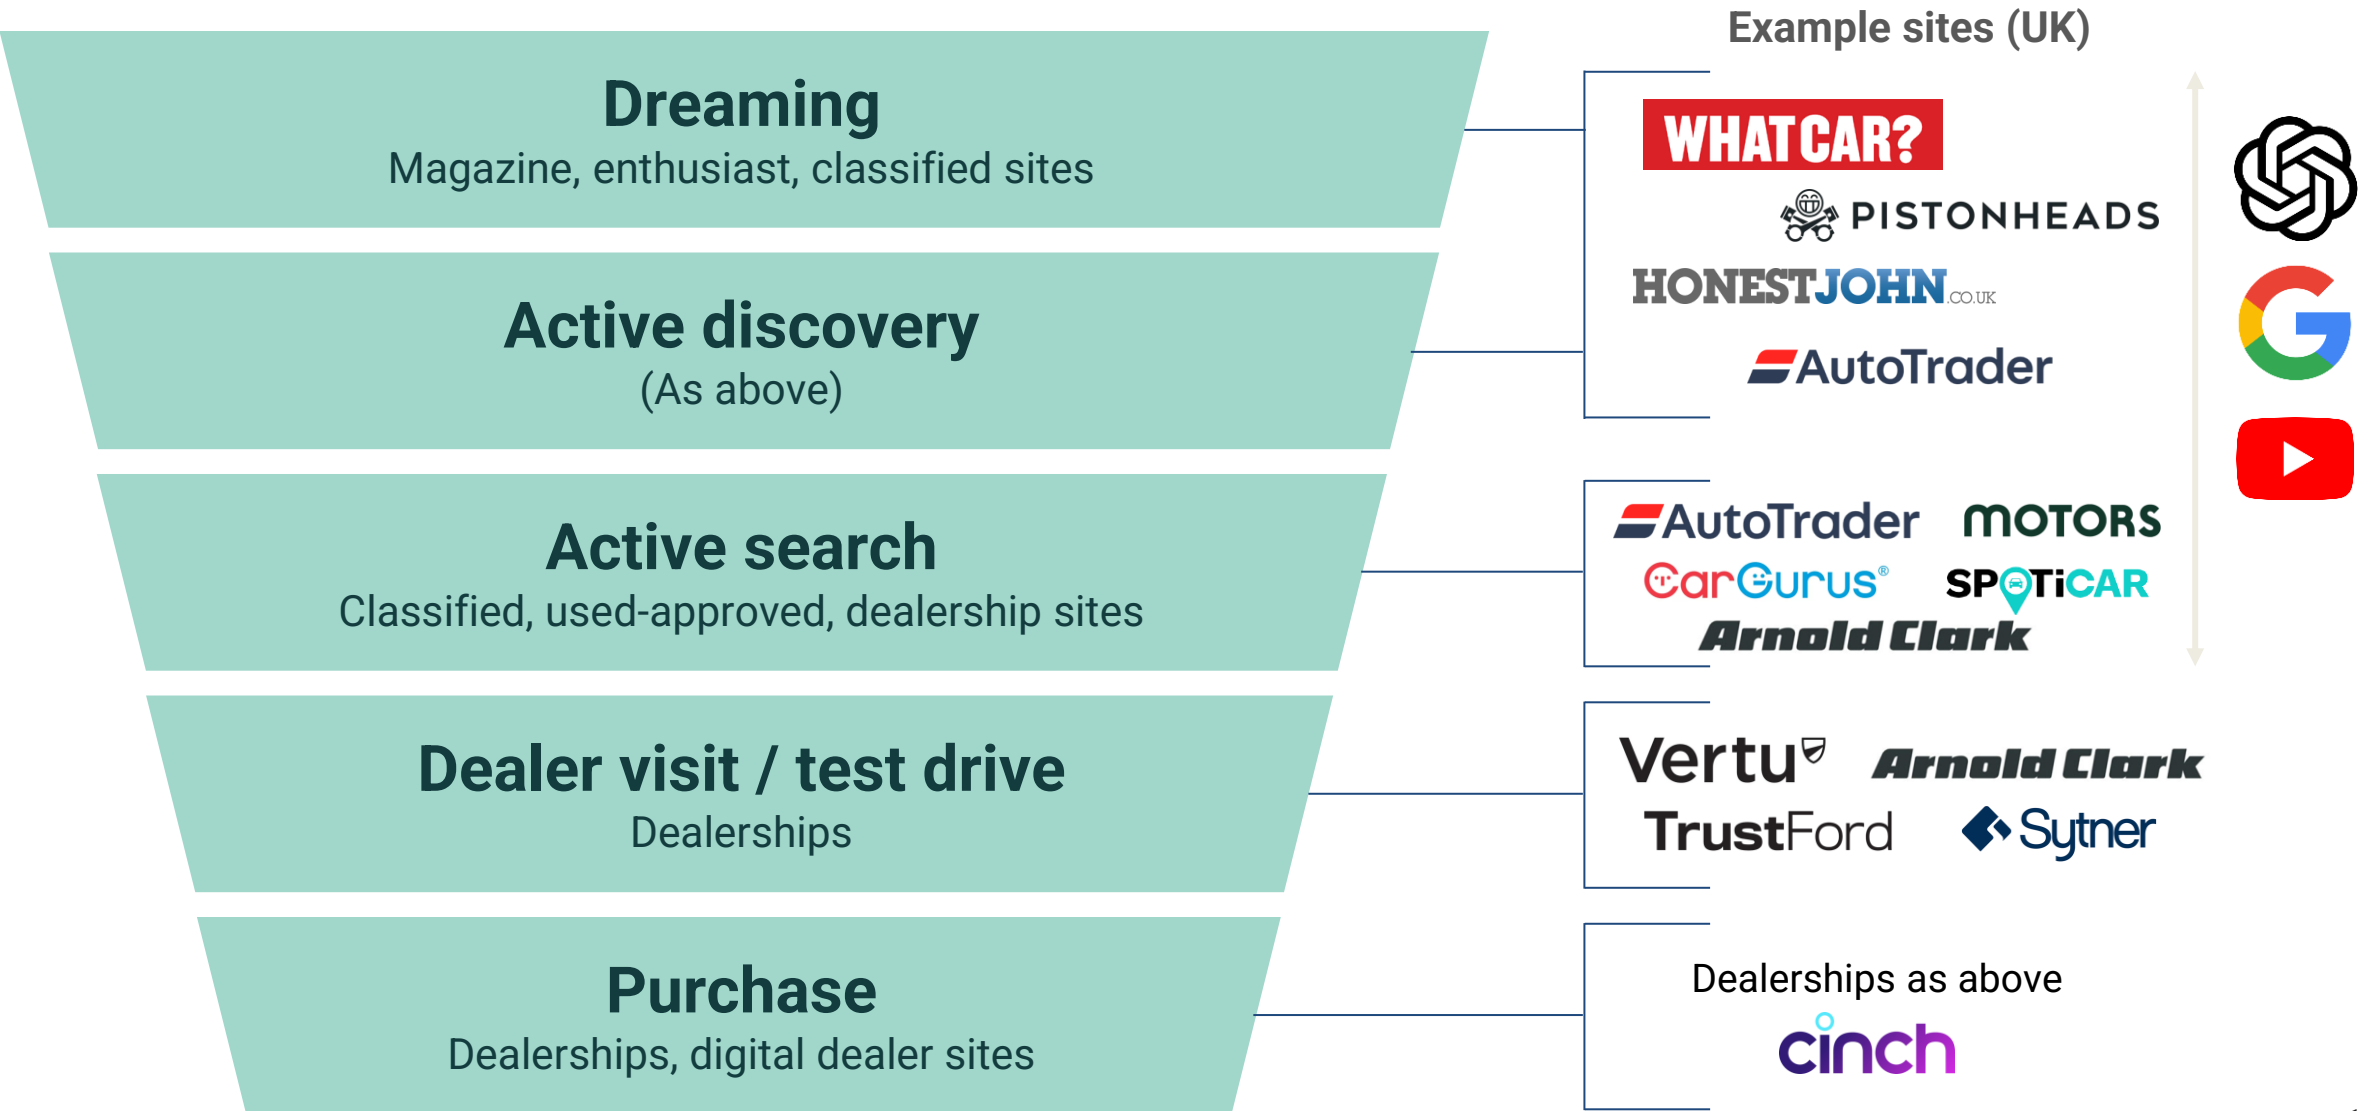 Example sites (UK)
Dreaming
Magazine, enthusiast, classified sites
WHATCAR?
PISTONHEADS
HONESTJOHN.CO.UK
AutoTrader
Active discovery
(As above)
Active search
Classified, used-approved, dealership sites
AutoTrader
MOTORS
CarGurus®
SPOTiCAR
Arnold Clark
Dealer visit / test drive
Dealerships
Vertu
Arnold Clark
TrustFord
Sytner
Purchase
Dealerships, digital dealer sites
Dealerships as above
cinch